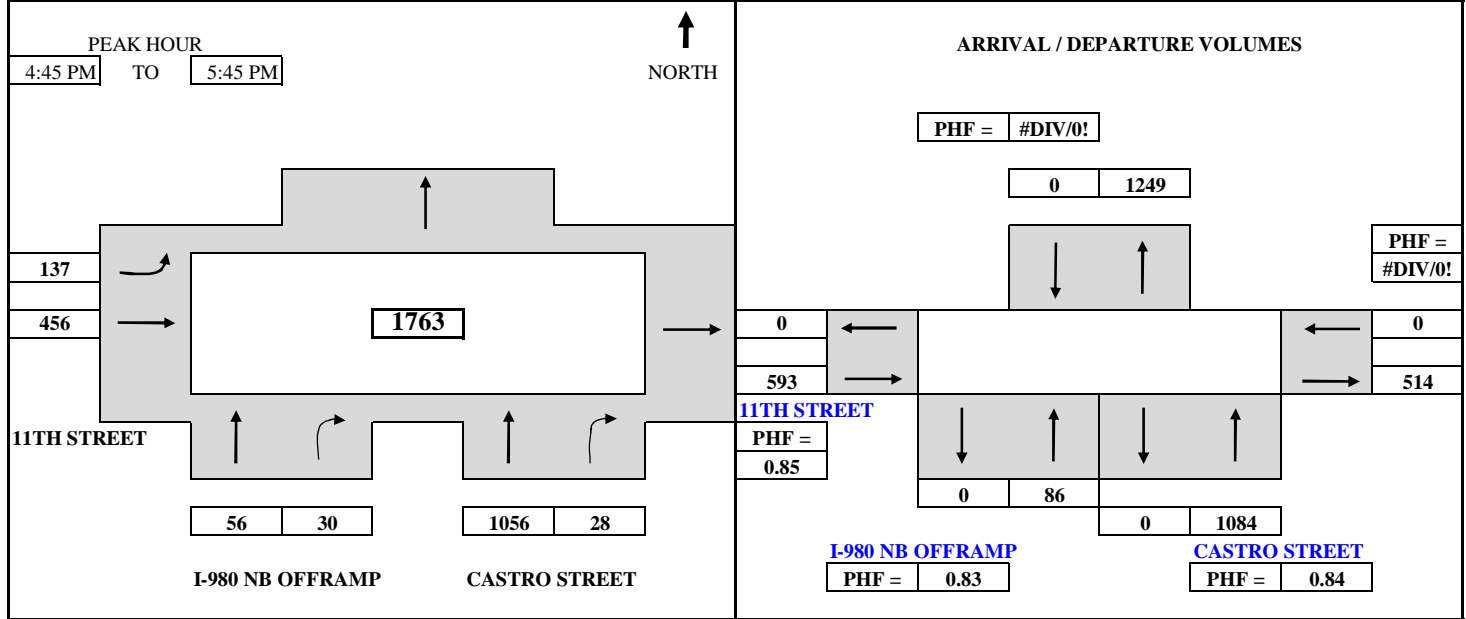 PEAK HOUR
4:45 PM TO 5:45 PM
NORTH
137
456
1763
11TH STREET
56 30
1056 28
I-980 NB OFFRAMP
CASTRO STREET
ARRIVAL / DEPARTURE VOLUMES
PHF = #DIV/0!
0 1249
PHF =
#DIV/0!
0
0
593
514
11TH STREET
PHF =
0.85
0 86
0 1084
I-980 NB OFFRAMP
CASTRO STREET
PHF = 0.83
PHF = 0.84